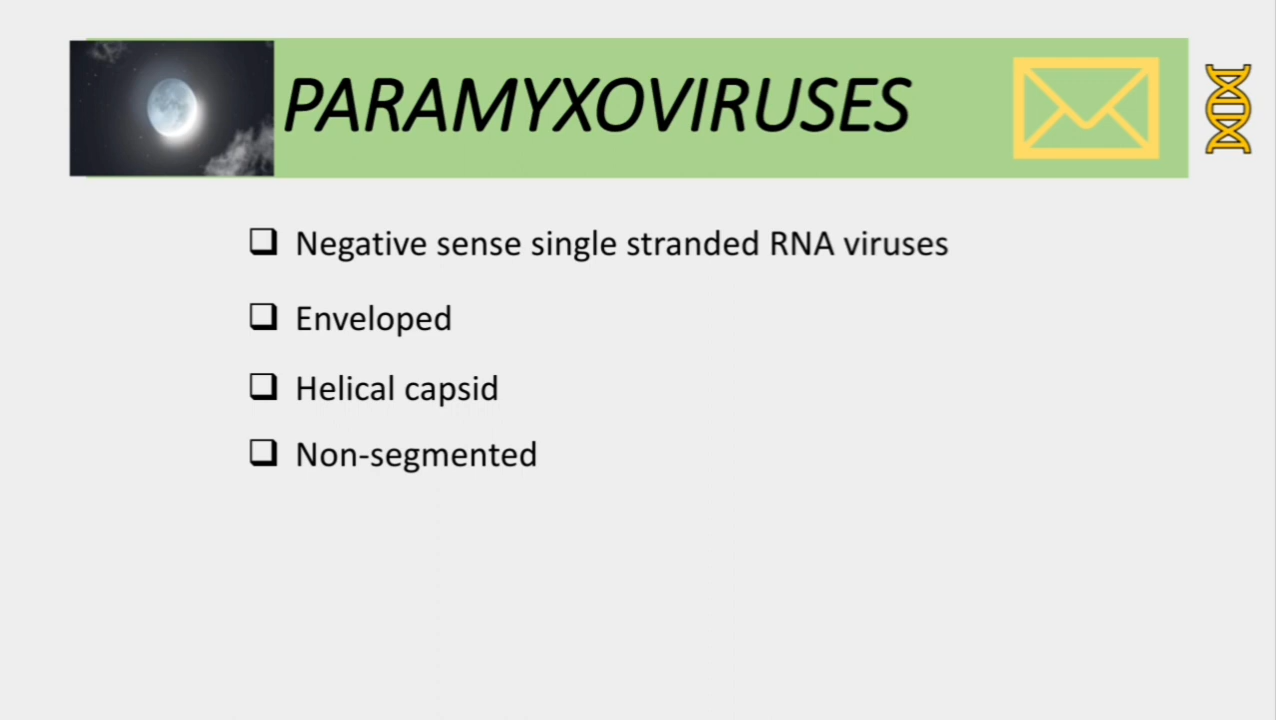 PARAMYXOVIRUSES
Negative sense single stranded RNA viruses
Enveloped
Helical capsid
Non-segmented